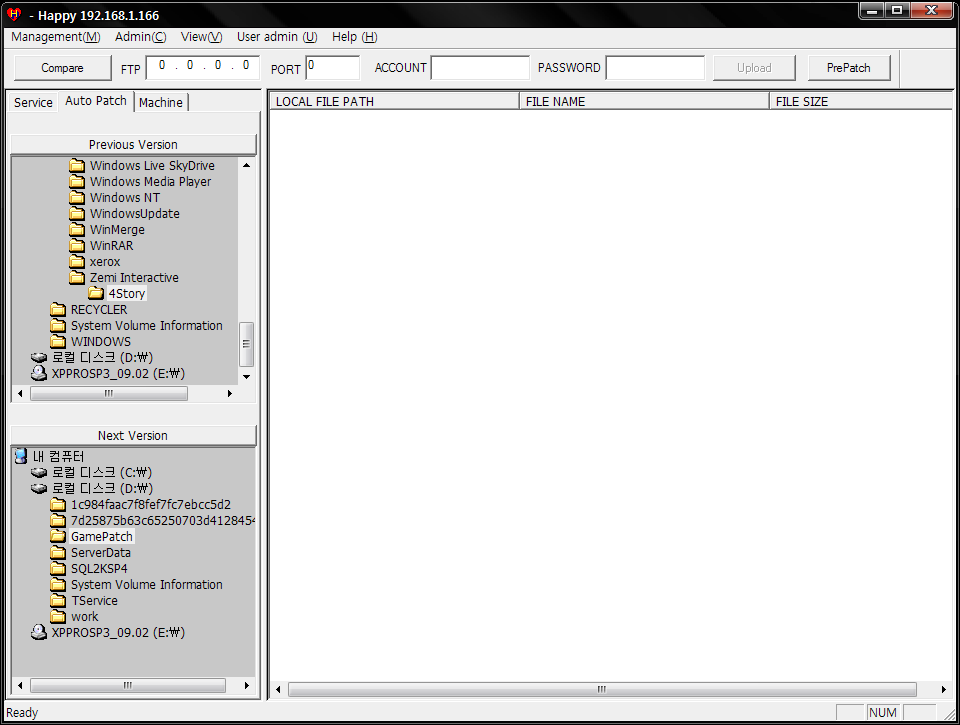 - Happy 192.168.1.166
Management(M) Admin(C) View(V) User admin (U) Help (H)
Compare FTP 0 . 0 . 0 . 0 PORT 0 ACCOUNT PASSWORD Upload PrePatch
Service Auto Patch Machine
LOCAL FILE PATH FILE NAME FILE SIZE
Previous Version
Windows Live SkyDrive
Windows Media Player
Windows NT
WindowsUpdate
WinMerge
WinRAR
xerox
Zemi Interactive
4Story
RECYCLER
System Volume Information
WINDOWS
로컬 디스크 (D:₩)
XPPROSP3_09.02 (E:₩)
Next Version
내 컴퓨터
로컬 디스크 (C:₩)
로컬 디스크 (D:₩)
1c984faac7f8fef7fc7ebcc5d2
7d25875b63c65250703d4128454
GamePatch
ServerData
SQL2KSP4
System Volume Information
TService
work
XPPROSP3_09.02 (E:₩)
Ready NUM